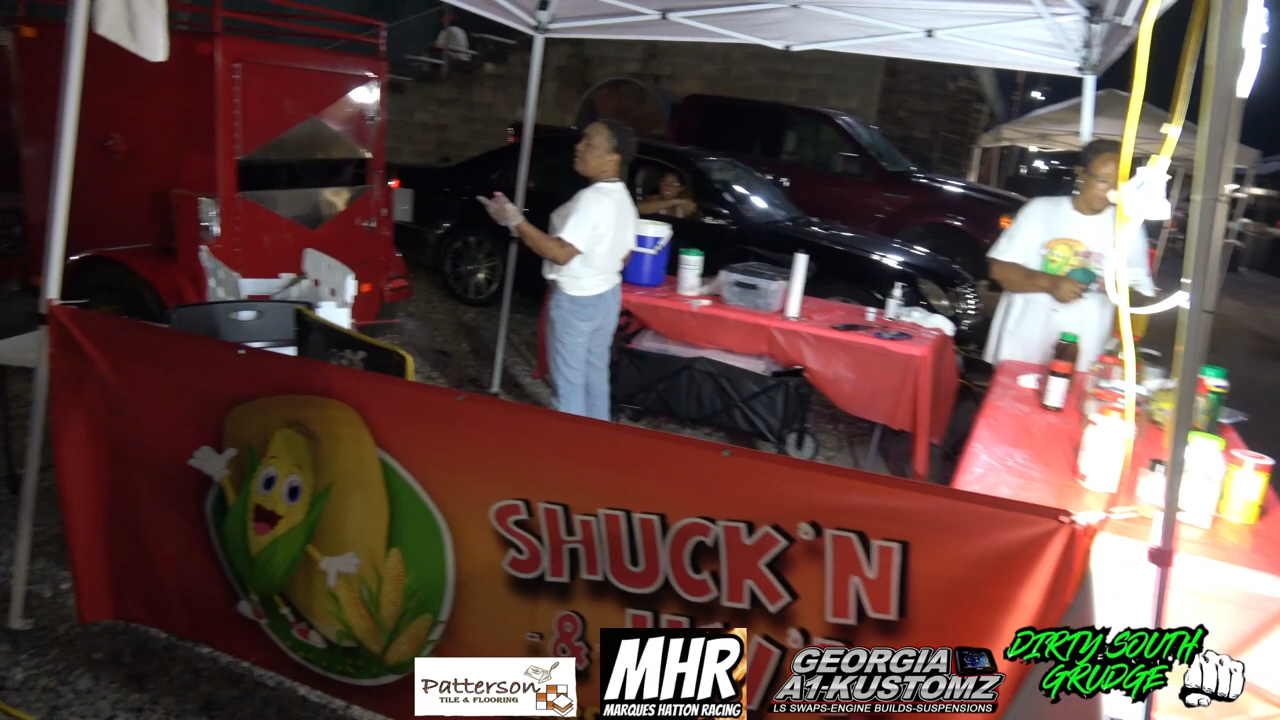 SHUCK'N
&
Patterson
TILE & FLOORING
MHR
MARQUES HATTON RACING
GEORGIA
A1-KUSTOMZ
LS SWAPS-ENGINE BUILDS-SUSPENSIONS
DIRTY SOUTH
GRUDGE